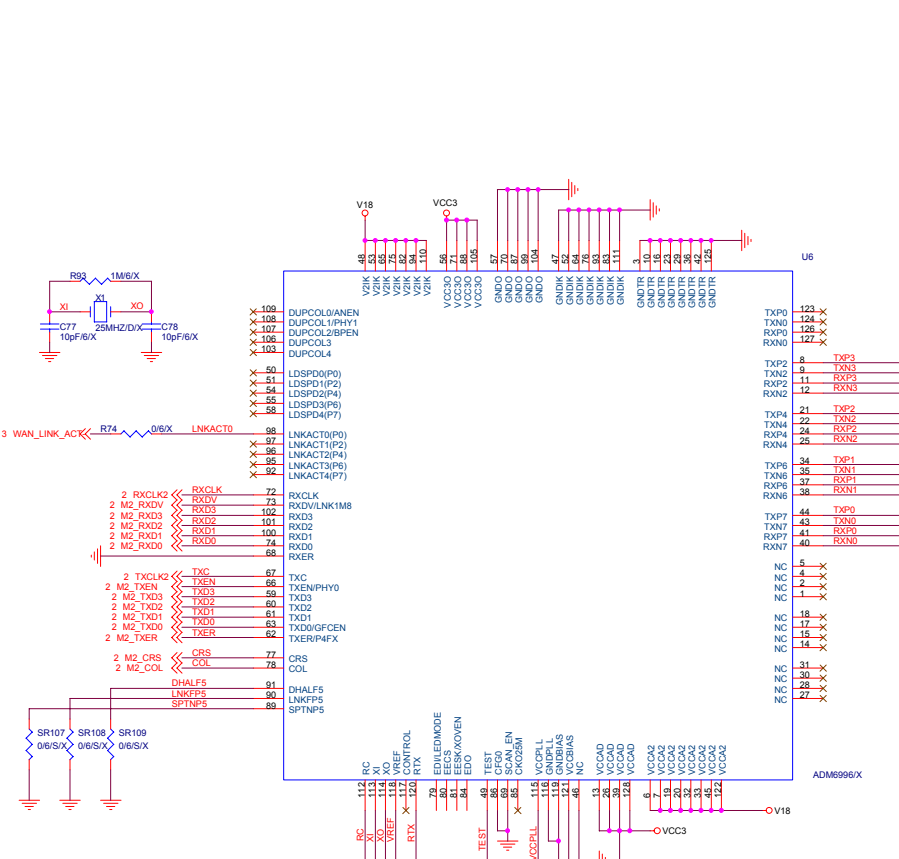 V18
VCC3
48 53 65 75 82 94 110
56 71 88 105
57 70 87 99 104
47 52 64 76 93 83 111
3 10 16 23 29 36 42 125
U6
V2IK V2IK V2IK V2IK V2IK V2IK V2IK
VCC3O VCC3O VCC3O VCC3O
GNDO GNDO GNDO GNDO GNDO
GNDIK GNDIK GNDIK GNDIK GNDIK GNDIK GNDIK
GNDTR GNDTR GNDTR GNDTR GNDTR GNDTR GNDTR GNDTR
R93 1M/6/X
X1
XI XO
C77 25MHZ/D/X C78
10pF/6/X 10pF/6/X
109 DUPCOL0/ANEN
108 DUPCOL1/PHY1
107 DUPCOL2/BPEN
106 DUPCOL3
103 DUPCOL4
50 LDSPD0(P0)
51 LDSPD1(P2)
54 LDSPD2(P4)
55 LDSPD3(P6)
58 LDSPD4(P7)
3 WAN_LINK_ACT R74 0/6/X LNKACT0 98 LNKACT0(P0)
97 LNKACT1(P2)
96 LNKACT2(P4)
95 LNKACT3(P6)
92 LNKACT4(P7)
2 RXCLK2 RXCLK 72 RXCLK
2 M2_RXDV RXDV 73 RXDV/LNK1M8
2 M2_RXD3 RXD3 102 RXD3
2 M2_RXD2 RXD2 101 RXD2
2 M2_RXD1 RXD1 100 RXD1
2 M2_RXD0 RXD0 74 RXD0
68 RXER
2 TXCLK2 TXC 67 TXC
2 M2_TXEN TXEN 66 TXEN/PHY0
2 M2_TXD3 TXD3 59 TXD3
2 M2_TXD2 TXD2 60 TXD2
2 M2_TXD1 TXD1 61 TXD1
2 M2_TXD0 TXD0 63 TXD0/GFCEN
2 M2_TXER TXER 62 TXER/P4FX
2 M2_CRS CRS 77 CRS
2 M2_COL COL 78 COL
DHALF5 91 DHALF5
LNKFP5 90 LNKFP5
SPTNP5 89 SPTNP5
SR107 SR108 SR109
0/6/S/X 0/6/S/X 0/6/S/X
TXP0 123
TXN0 124
RXP0 126
RXN0 127
TXP2 8 TXP3
TXN2 9 TXN3
RXP2 11 RXP3
RXN2 12 RXN3
TXP4 21 TXP2
TXN4 22 TXN2
RXP4 24 RXP2
RXN4 25 RXN2
TXP6 34 TXP1
TXN6 35 TXN1
RXP6 37 RXP1
RXN6 38 RXN1
TXP7 44 TXP0
TXN7 43 TXN0
RXP7 41 RXP0
RXN7 40 RXN0
NC 5
NC 4
NC 2
NC 1
NC 18
NC 17
NC 15
NC 14
NC 31
NC 30
NC 28
NC 27
RC XI XO VREF CONTROL RTX
EDI/LEDMODE EECS EESK/XOVEN EDO
TEST CFG0 SCAN_EN CKO25M
VCCPLL GNDPLL GNDBIAS VCCBIAS NC
VCCAD VCCAD VCCAD VCCAD
VCCA2 VCCA2 VCCA2 VCCA2 VCCA2 VCCA2 VCCA2 VCCA2
ADM6996/X
112 113 114 118 117 120
79 80 81 84
49 86 69 85
115 116 119 121 46
13 26 39 128
6 7 19 20 32 33 45 122
V18
VCC3
RC XI XO VREF RTX TEST VCCPLL